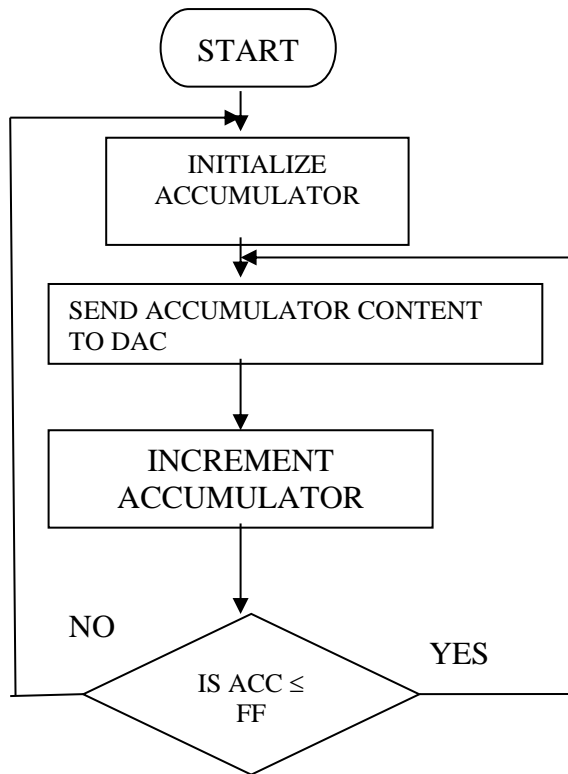 START
INITIALIZE
ACCUMULATOR
SEND ACCUMULATOR CONTENT
TO DAC
INCREMENT
ACCUMULATOR
NO
YES
IS ACC ≤
FF